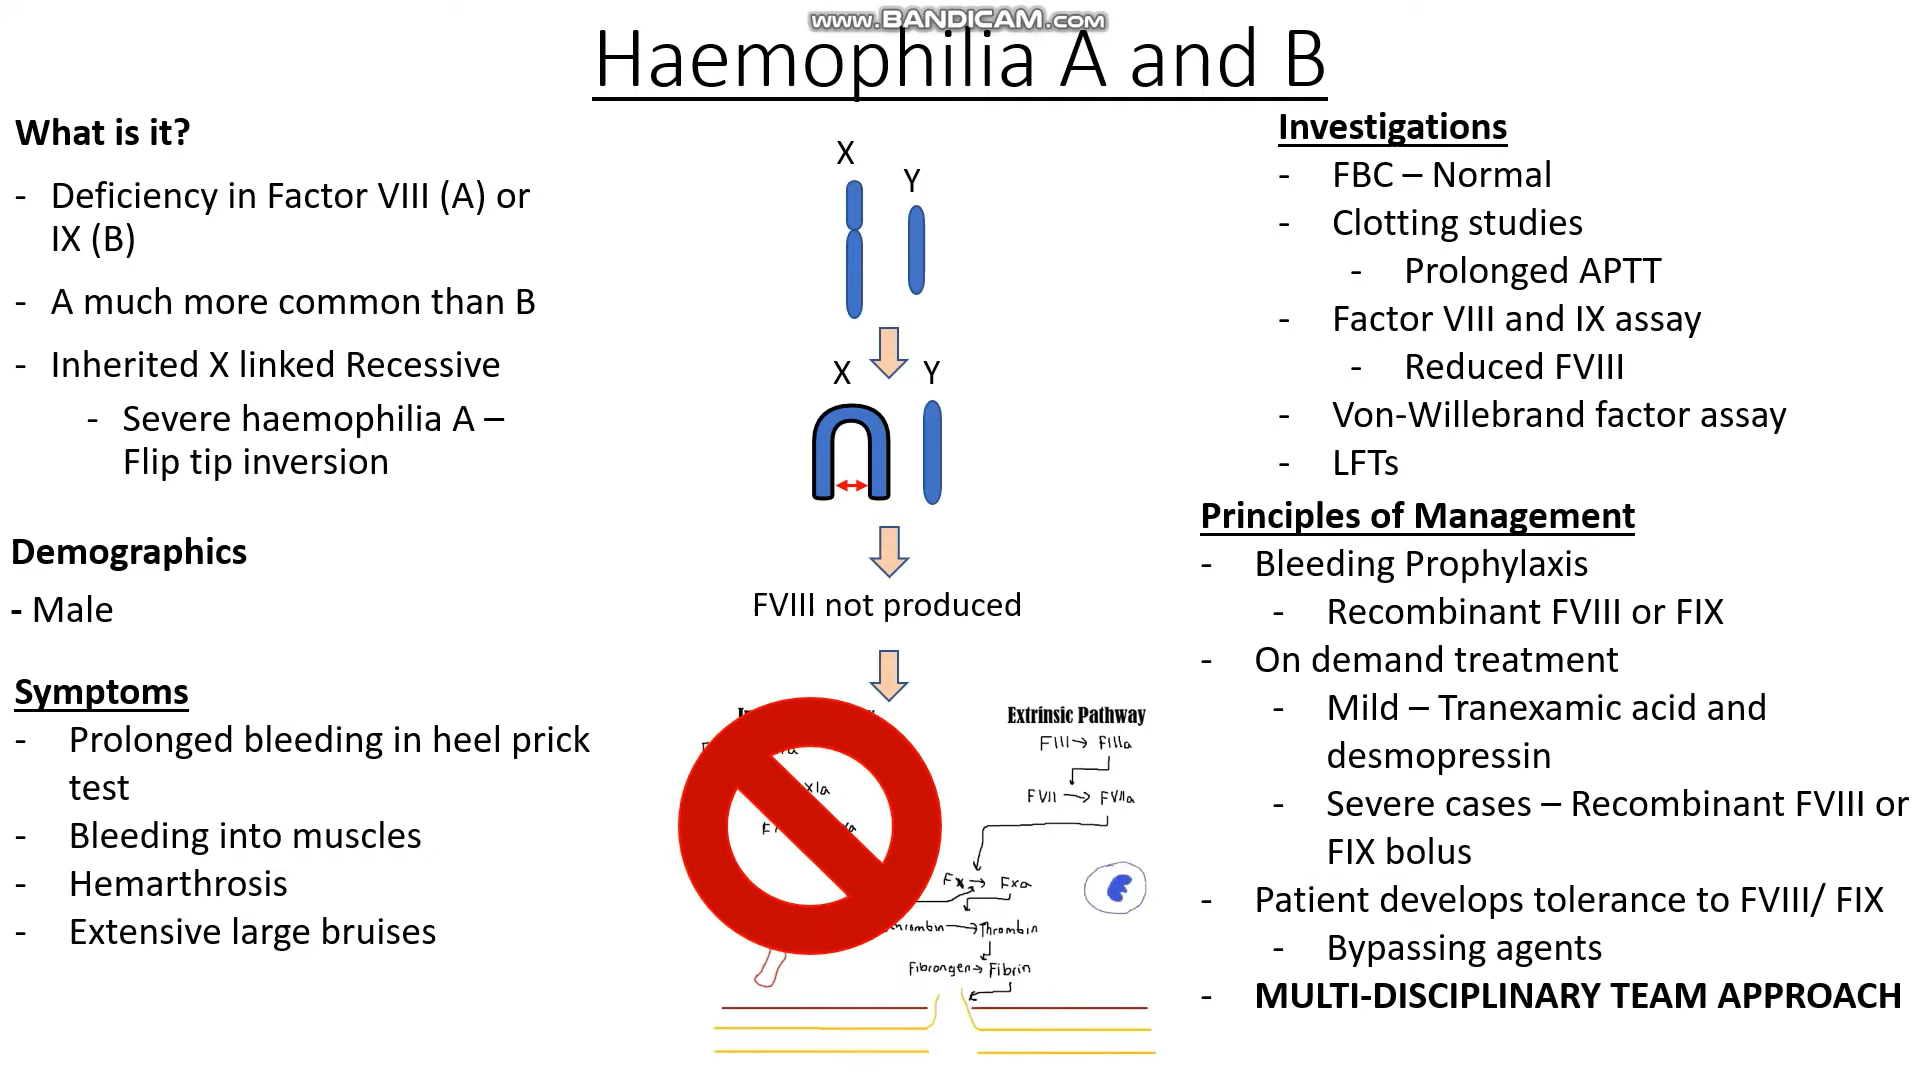 www.BANDICAM.com
Haemophilia A and B
What is it?
- Deficiency in Factor VIII (A) or
IX (B)
- A much more common than B
- Inherited X linked Recessive
- Severe haemophilia A –
Flip tip inversion
Demographics
- Male
Symptoms
- Prolonged bleeding in heel prick
test
- Bleeding into muscles
- Hemarthrosis
- Extensive large bruises
X
Y
X
Y
FVIII not produced
Extrinsic Pathway
FIII → FIIIa
FVII → FVIIa
xIa
Fx → Fxa
Thrombin
Fibrongen → Fibrin
Investigations
- FBC – Normal
- Clotting studies
- Prolonged APTT
- Factor VIII and IX assay
- Reduced FVIII
- Von-Willebrand factor assay
- LFTs
Principles of Management
- Bleeding Prophylaxis
- Recombinant FVIII or FIX
- On demand treatment
- Mild – Tranexamic acid and
desmopressin
- Severe cases – Recombinant FVIII or
FIX bolus
- Patient develops tolerance to FVIII/ FIX
- Bypassing agents
- MULTI-DISCIPLINARY TEAM APPROACH